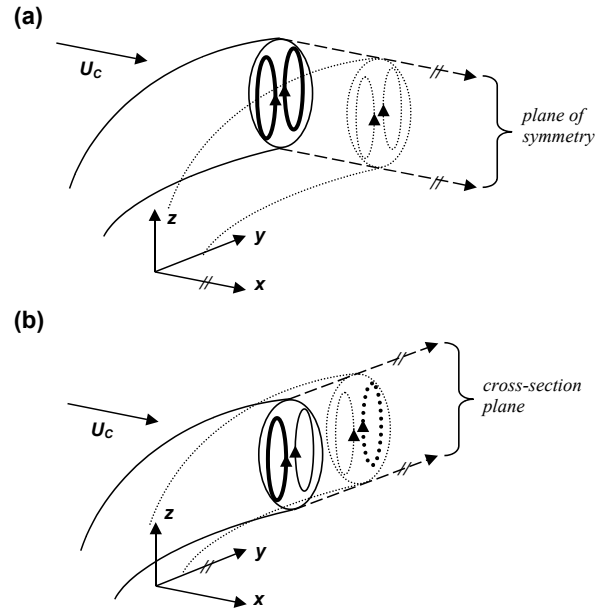 (a)
U_C
plane of
symmetry
z
y
x
(b)
U_C
cross-section
plane
z
y
x